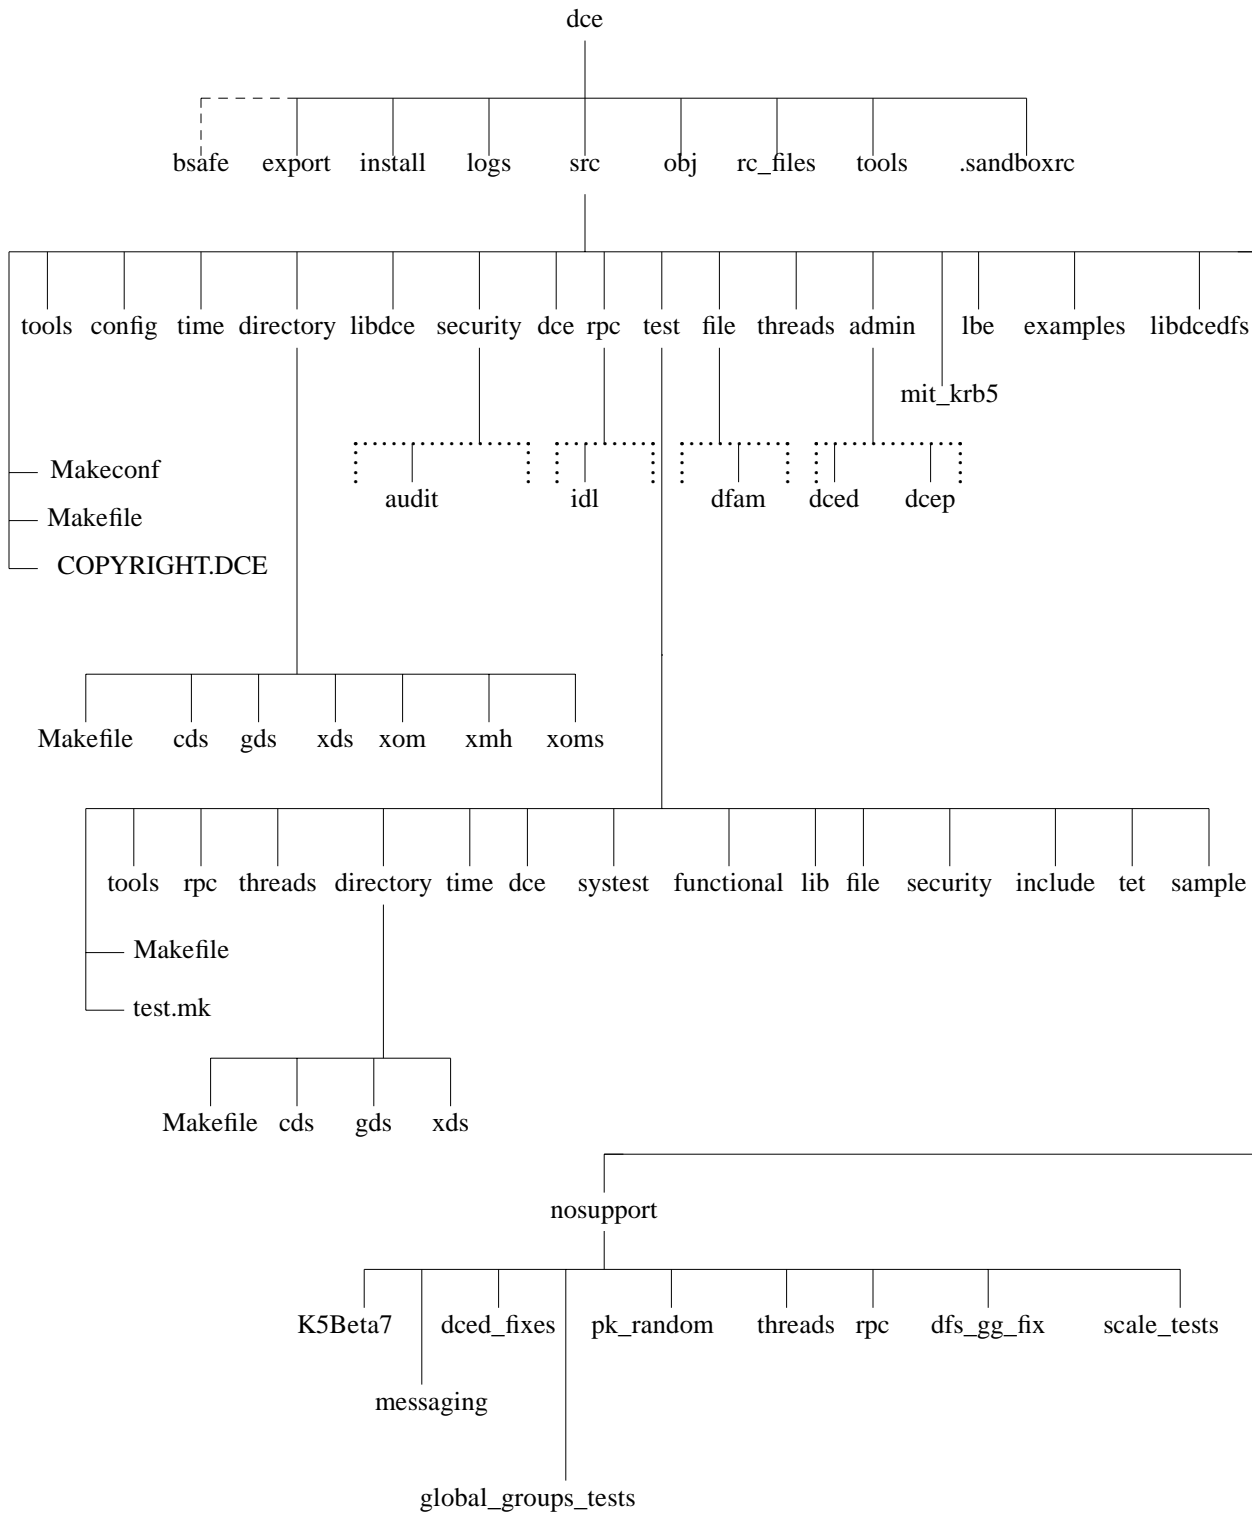 dce
bsafe export install logs src obj rc_files tools .sandboxrc
tools config time directory libdce security dce rpc test file threads admin lbe examples libdcedfs
mit_krb5
Makeconf
audit idl dfam dced dcep
Makefile
COPYRIGHT.DCE
Makefile cds gds xds xom xmh xoms
tools rpc threads directory time dce systest functional lib file security include tet sample
Makefile
test.mk
Makefile cds gds xds
nosupport
K5Beta7 dced_fixes pk_random threads rpc dfs_gg_fix scale_tests
messaging
global_groups_tests